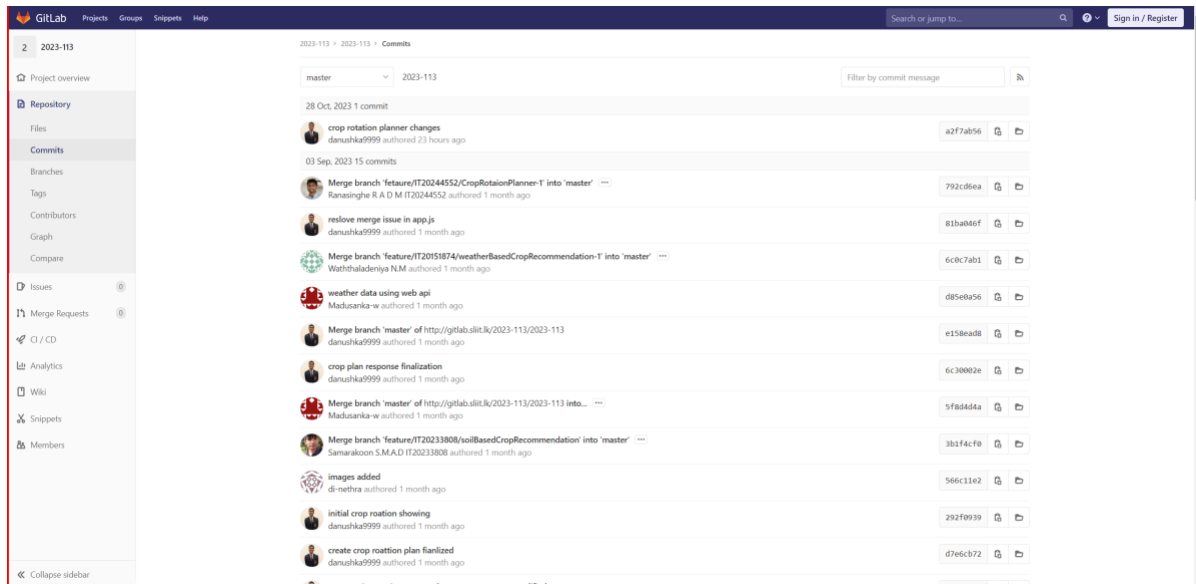 GitLab Projects Groups Snippets Help Search or jump to... Sign in / Register
2 2023-113
Project overview
Repository
Files
Commits
Branches
Tags
Contributors
Graph
Compare
Issues 0
Merge Requests 0
CI / CD
Analytics
Wiki
Snippets
Members
Collapse sidebar
2023-113 › 2023-113 › Commits
master 2023-113 Filter by commit message
28 Oct, 2023 1 commit
crop rotation planner changes
danushka9999 authored 23 hours ago
a2f7ab56
03 Sep, 2023 15 commits
Merge branch 'fetaure/IT20244552/CropRotaionPlanner-1' into 'master'
Ranasinghe R A D M IT20244552 authored 1 month ago
792cd6ea
reslove merge issue in app.js
danushka9999 authored 1 month ago
81ba046f
Merge branch 'feature/IT20151874/weatherBasedCropRecommendation-1' into 'master'
Waththaladeniya N.M authored 1 month ago
6c0c7ab1
weather data using web api
Madusanka-w authored 1 month ago
d85e0a56
Merge branch 'master' of http://gitlab.sliit.lk/2023-113/2023-113
danushka9999 authored 1 month ago
e158ead8
crop plan response finalization
danushka9999 authored 1 month ago
6c30002e
Merge branch 'master' of http://gitlab.sliit.lk/2023-113/2023-113 into...
Madusanka-w authored 1 month ago
5f8d4d4a
Merge branch 'feature/IT20233808/soilBasedCropRecommendation' into 'master'
Samarakoon S.M.A.D IT20233808 authored 1 month ago
3b1f4cf0
images added
di-nethra authored 1 month ago
566c11e2
initial crop roation showing
danushka9999 authored 1 month ago
292f0939
create crop roattion plan fianlized
danushka9999 authored 1 month ago
d7e6cb72